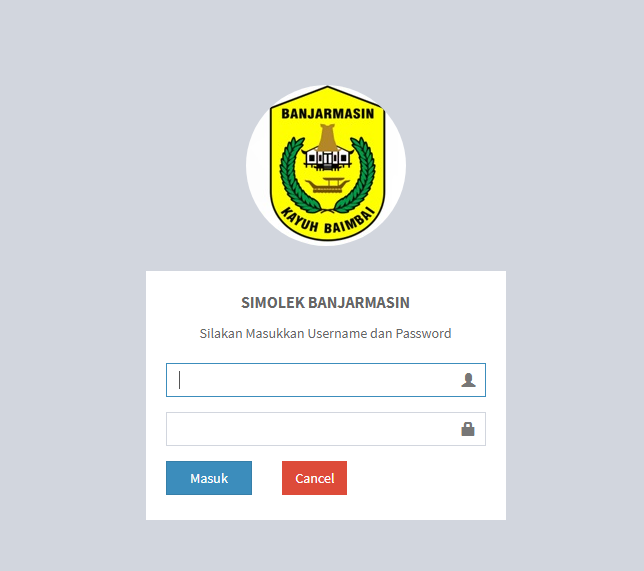 BANJARMASIN
KAYUH BAIMBAI
SIMOLEK BANJARMASIN
Silakan Masukkan Username dan Password
Masuk
Cancel